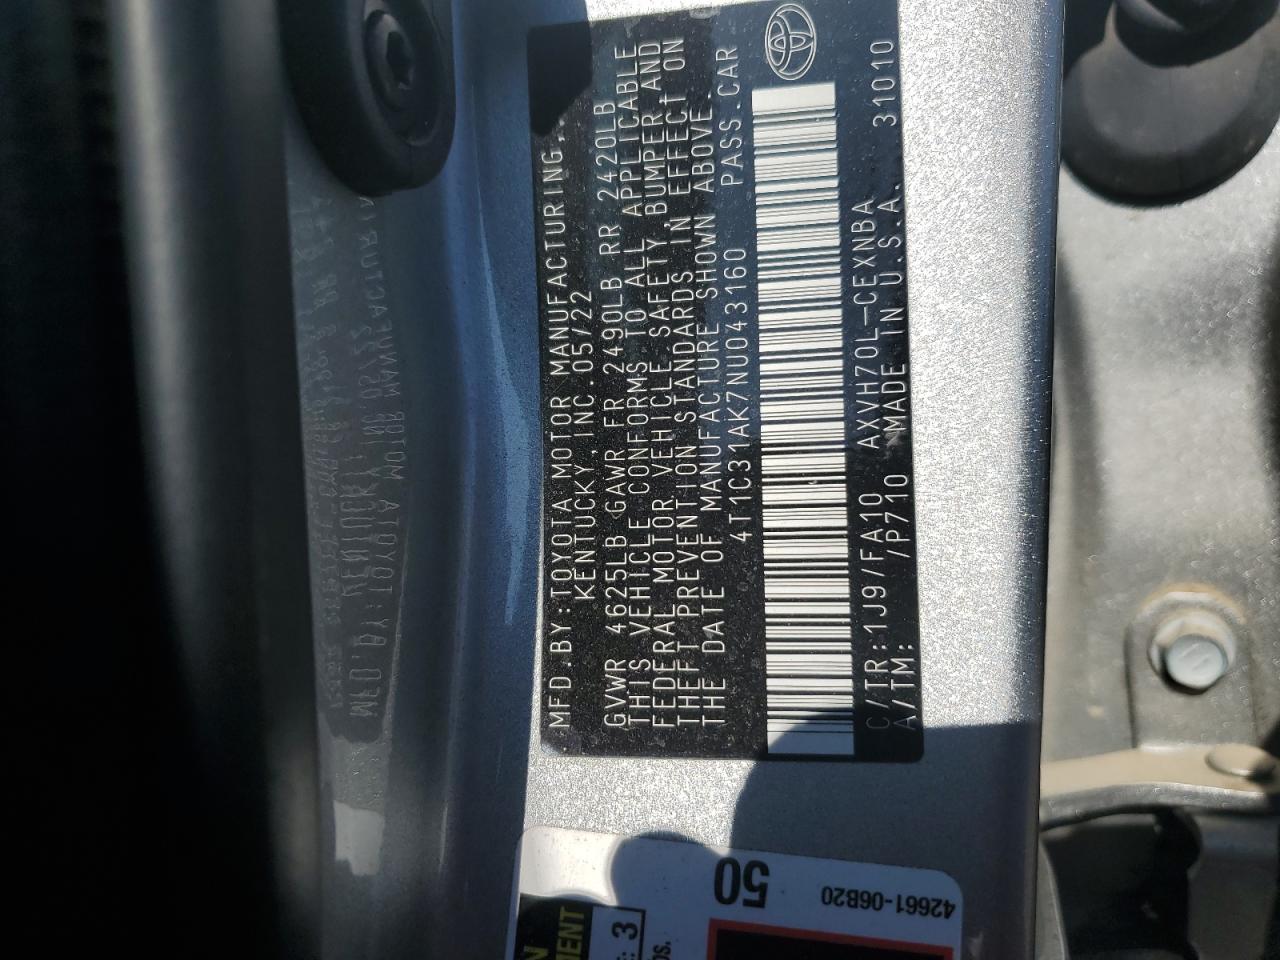 MFD.BY:TOYOTA MOTOR MANUFACTURING,
KENTUCKY,INC.05/22
GVWR 4625LB GAWR FR 2490LB RR 2420LB
THIS VEHICLE CONFORMS TO ALL APPLICABLE
FEDERAL MOTOR VEHICLE SAFETY,BUMPER AND
THEFT PREVENTION STANDARDS IN EFFECT ON
THE DATE OF MANUFACTURE SHOWN ABOVE.
4T1C31AK7NU043160 PASS.CAR
C/TR:1J9/FA10 AXVH70L-CEXNBA 31010
A/TM: /P710 MADE IN U.S.A.
50
42661-06B20
3